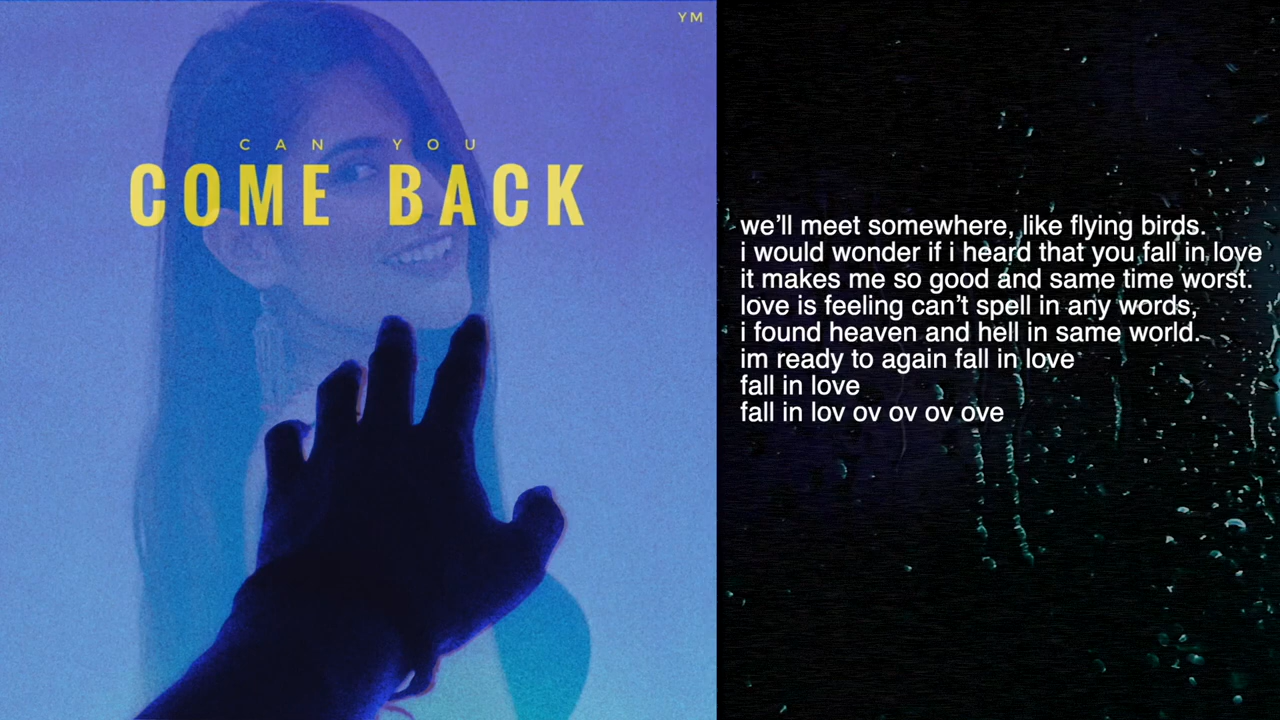 YM
CAN YOU
COME BACK
we’ll meet somewhere, like flying birds.
i would wonder if i heard that you fall in love
it makes me so good and same time worst.
love is feeling can’t spell in any words,
i found heaven and hell in same world.
im ready to again fall in love
fall in love
fall in lov ov ov ov ove